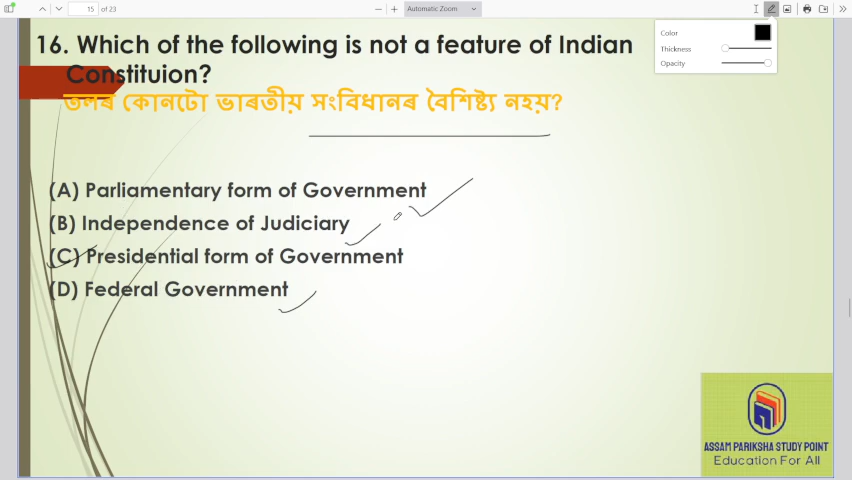 15 of 23
Automatic Zoom
Color
Thickness
Opacity
16. Which of the following is not a feature of Indian
Constituion?
তলৰ কোনটো ভাৰতীয় সংবিধানৰ বৈশিষ্ট্য নহয়?
(A) Parliamentary form of Government
(B) Independence of Judiciary
(C) Presidential form of Government
(D) Federal Government
ASSAM PARIKSHA STUDY POINT
Education For All